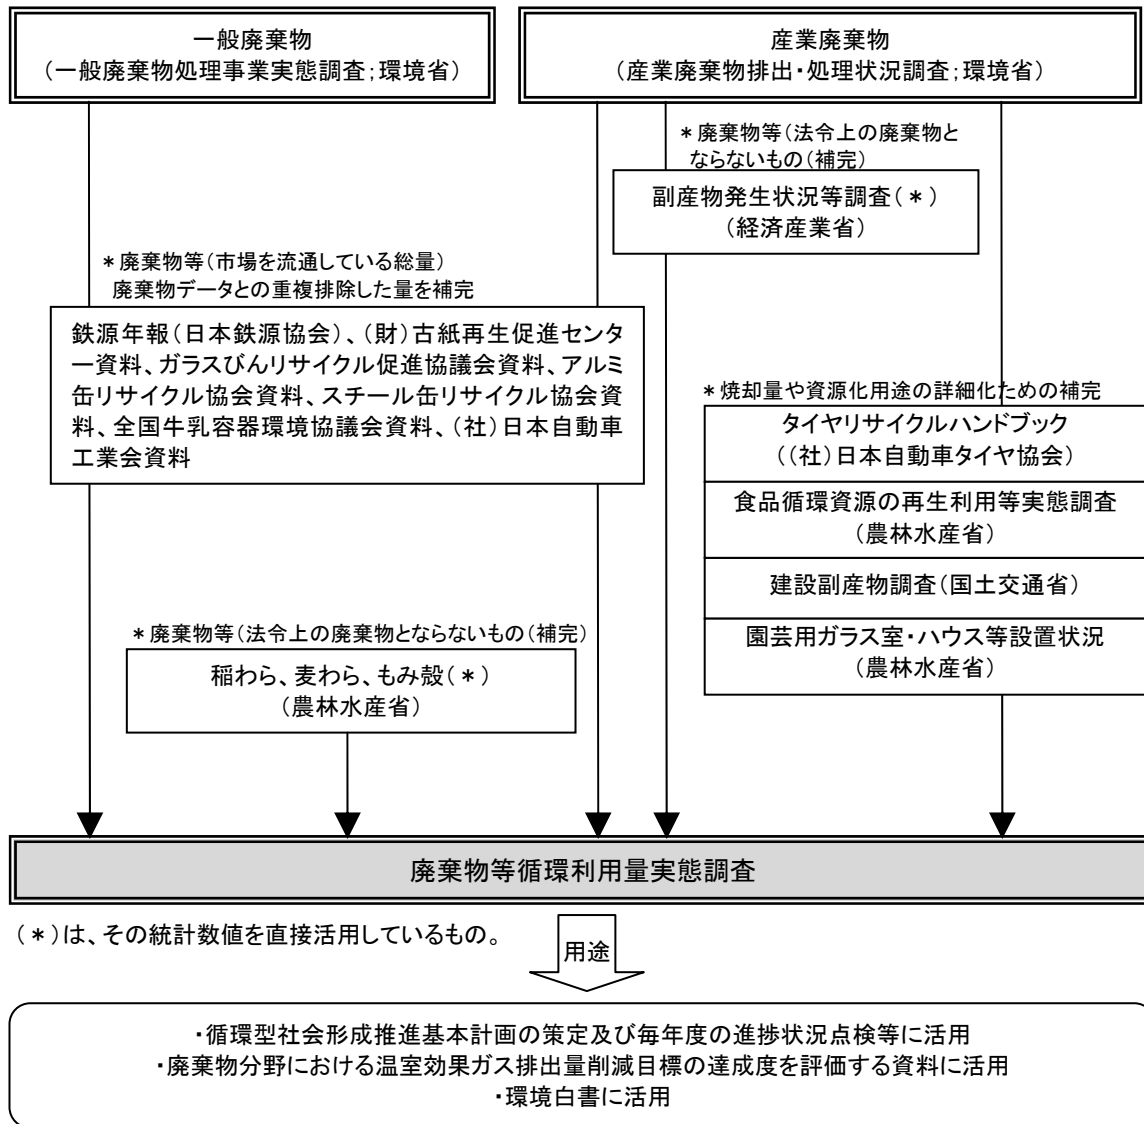 一般廃棄物
（一般廃棄物処理事業実態調査；環境省）
産業廃棄物
（産業廃棄物排出・処理状況調査；環境省）
＊廃棄物等（法令上の廃棄物と
ならないもの（補完）
副産物発生状況等調査（＊）
（経済産業省）
＊廃棄物等（市場を流通している総量）
廃棄物データとの重複排除した量を補完
鉄源年報（日本鉄源協会）、（財）古紙再生促進センタ
ー資料、ガラスびんリサイクル促進協議会資料、アルミ
缶リサイクル協会資料、スチール缶リサイクル協会資
料、全国牛乳容器環境協議会資料、（社）日本自動車
工業会資料
＊焼却量や資源化用途の詳細化ための補完
タイヤリサイクルハンドブック
（（社）日本自動車タイヤ協会）
食品循環資源の再生利用等実態調査
（農林水産省）
建設副産物調査（国土交通省）
園芸用ガラス室・ハウス等設置状況
（農林水産省）
＊廃棄物等（法令上の廃棄物とならないもの（補完）
稲わら、麦わら、もみ殻（＊）
（農林水産省）
廃棄物等循環利用量実態調査
（＊）は、その統計数値を直接活用しているもの。
用途
・循環型社会形成推進基本計画の策定及び毎年度の進捗状況点検等に活用
・廃棄物分野における温室効果ガス排出量削減目標の達成度を評価する資料に活用
・環境白書に活用